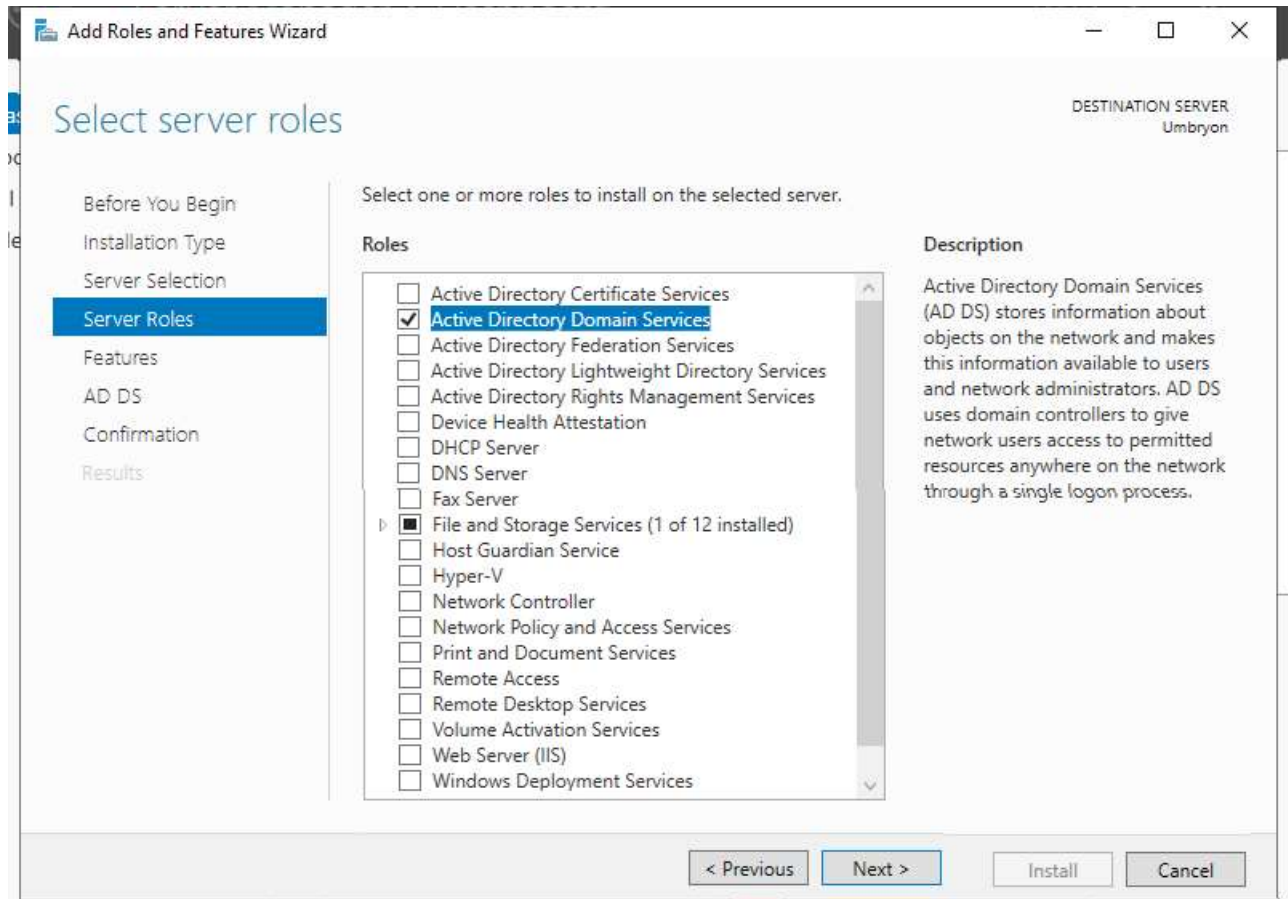 Add Roles and Features Wizard
Select server roles
DESTINATION SERVER
Umbryon
Before You Begin
Installation Type
Server Selection
Server Roles
Features
AD DS
Confirmation
Results
Select one or more roles to install on the selected server.
Roles
Active Directory Certificate Services
Active Directory Domain Services
Active Directory Federation Services
Active Directory Lightweight Directory Services
Active Directory Rights Management Services
Device Health Attestation
DHCP Server
DNS Server
Fax Server
File and Storage Services (1 of 12 installed)
Host Guardian Service
Hyper-V
Network Controller
Network Policy and Access Services
Print and Document Services
Remote Access
Remote Desktop Services
Volume Activation Services
Web Server (IIS)
Windows Deployment Services
Description
Active Directory Domain Services
(AD DS) stores information about
objects on the network and makes
this information available to users
and network administrators. AD DS
uses domain controllers to give
network users access to permitted
resources anywhere on the network
through a single logon process.
< Previous
Next >
Install
Cancel